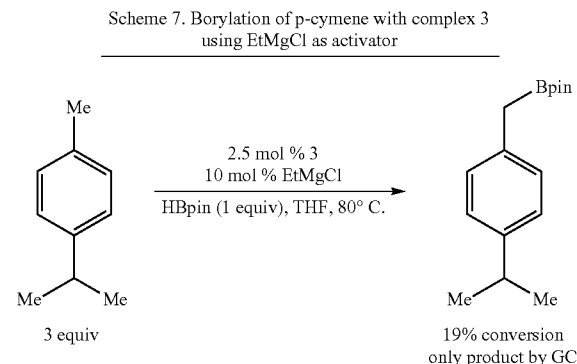 Scheme 7. Borylation of p-cymene with complex 3
using EtMgCl as activator
Me
Bpin
2.5 mol % 3
10 mol % EtMgCl
HBpin (1 equiv), THF, 80° C.
Me Me
Me Me
3 equiv
19% conversion
only product by GC